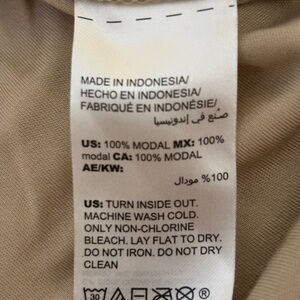 MADE IN INDONESIA/
HECHO EN INDONESIA/
FABRIQUÉ EN INDONÉSIE/
صنع في إندونيسيا
US: 100% MODAL MX: 100%
modal CA: 100% MODAL
AE/KW:
100% مودال
US: TURN INSIDE OUT.
MACHINE WASH COLD.
ONLY NON-CHLORINE
BLEACH. LAY FLAT TO DRY.
DO NOT IRON. DO NOT DRY
CLEAN
30
R